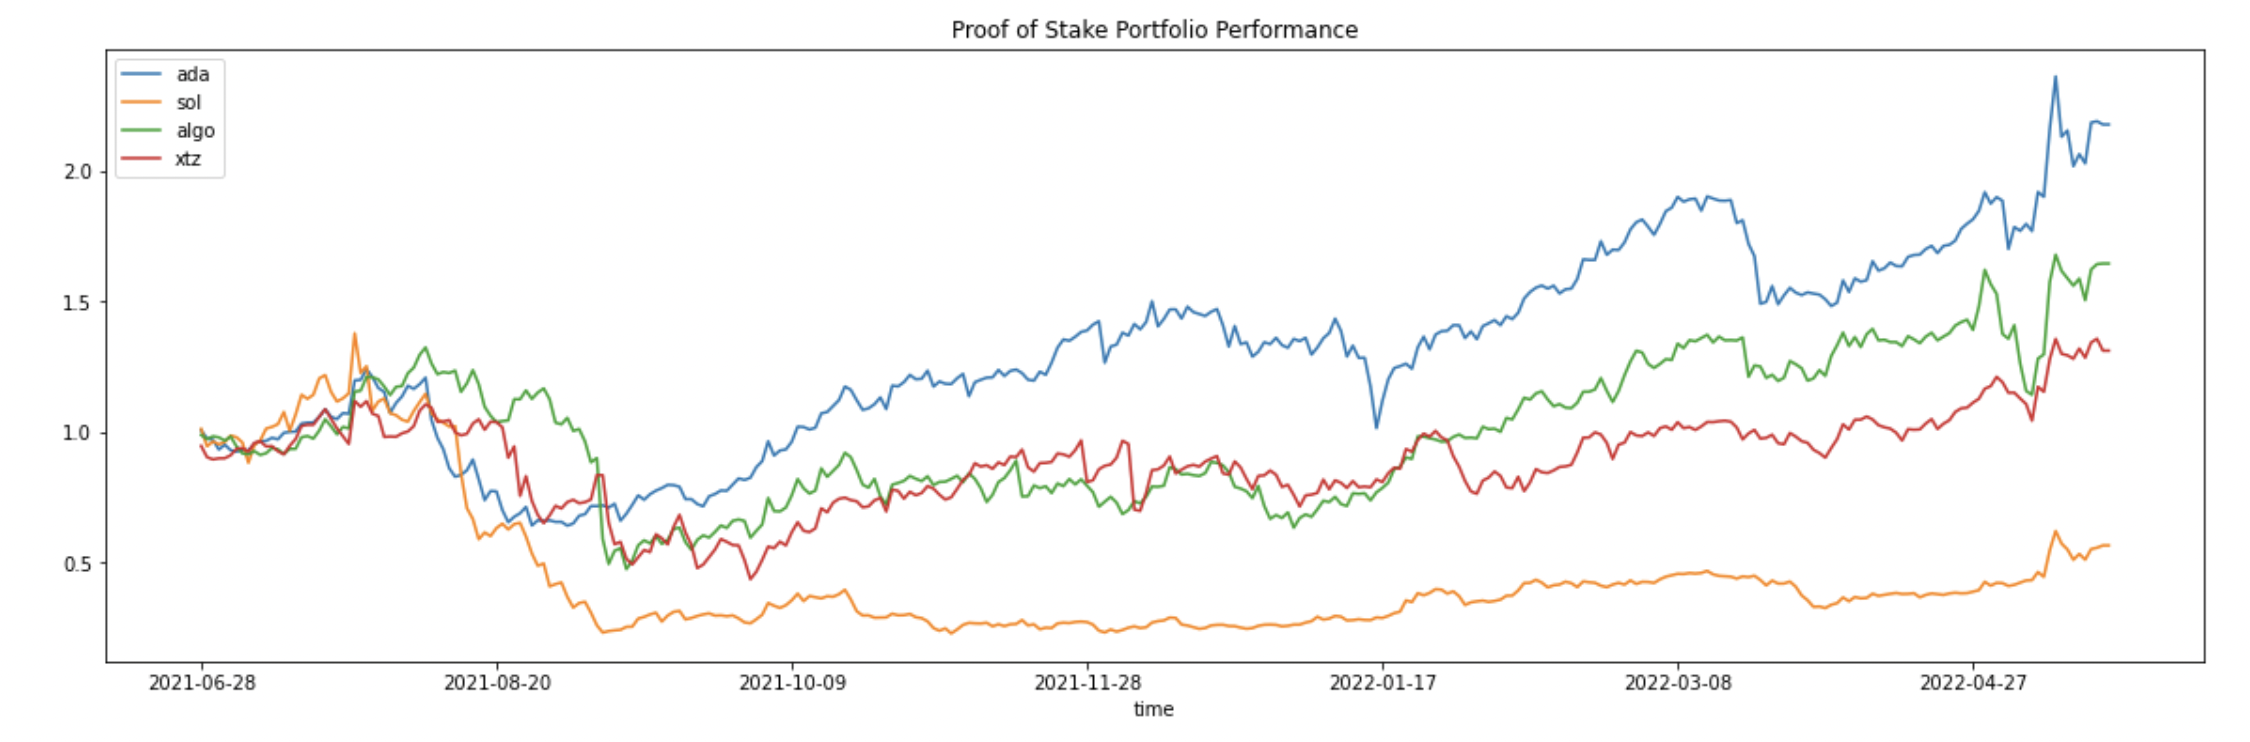 Proof of Stake Portfolio Performance
ada
sol
algo
xtz
2.0
1.5
1.0
0.5
2021-06-28 2021-08-20 2021-10-09 2021-11-28 2022-01-17 2022-03-08 2022-04-27
time